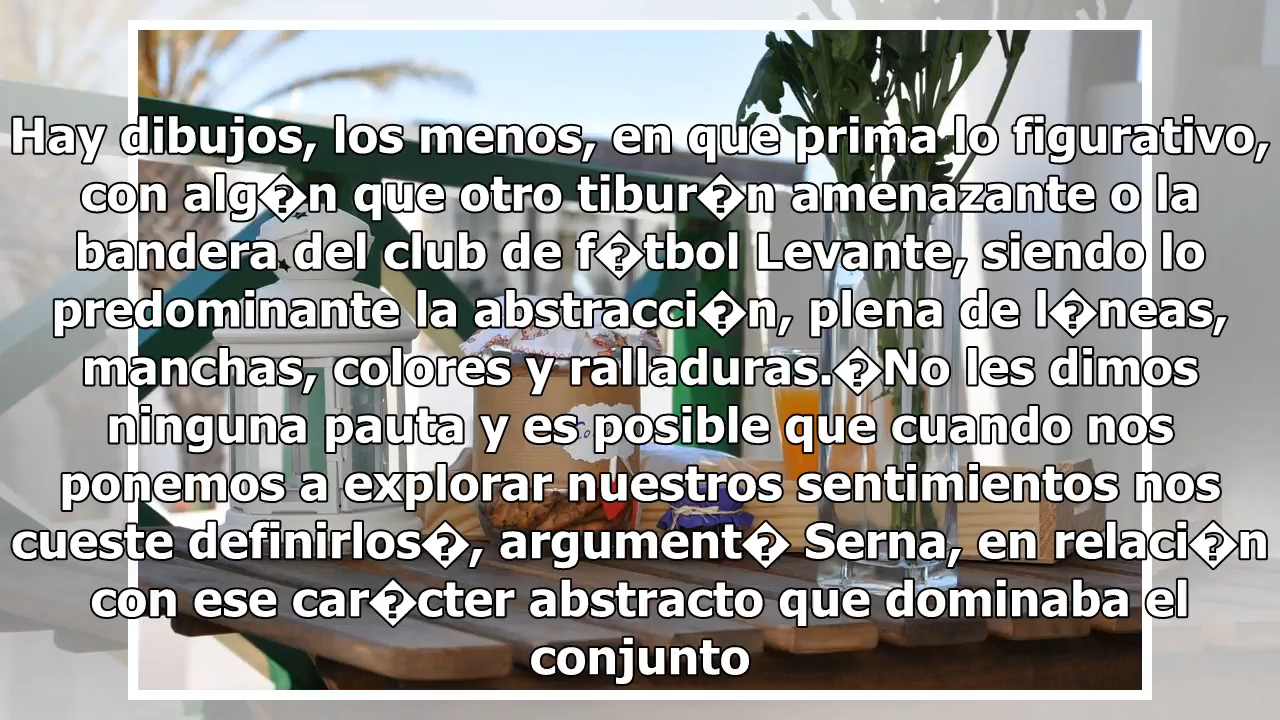 Hay dibujos, los menos, en que prima lo figurativo,
con alg�n que otro tibur�n amenazante o la
bandera del club de f�tbol Levante, siendo lo
predominante la abstracci�n, plena de l�neas,
manchas, colores y ralladuras.�No les dimos
ninguna pauta y es posible que cuando nos
ponemos a explorar nuestros sentimientos nos
cueste definirlos�, argument� Serna, en relaci�n
con ese car�cter abstracto que dominaba el
conjunto